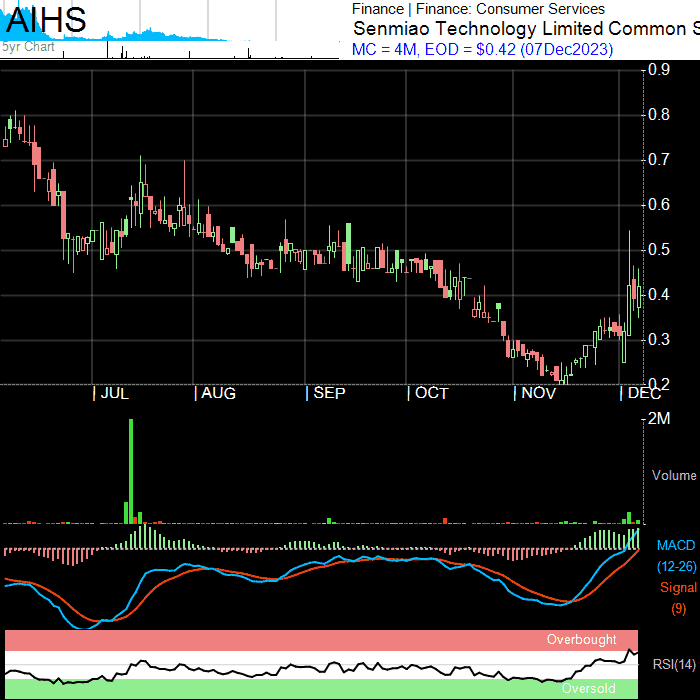 AIHS
5yr Chart
Finance | Finance: Consumer Services
Senmiao Technology Limited Common S
MC = 4M, EOD = $0.42 (07Dec2023)
0.9
0.8
0.7
0.6
0.5
0.4
0.3
0.2
JUL AUG SEP OCT NOV DEC
2M
Volume
MACD
(12-26)
Signal
(9)
Overbought
RSI(14)
Oversold